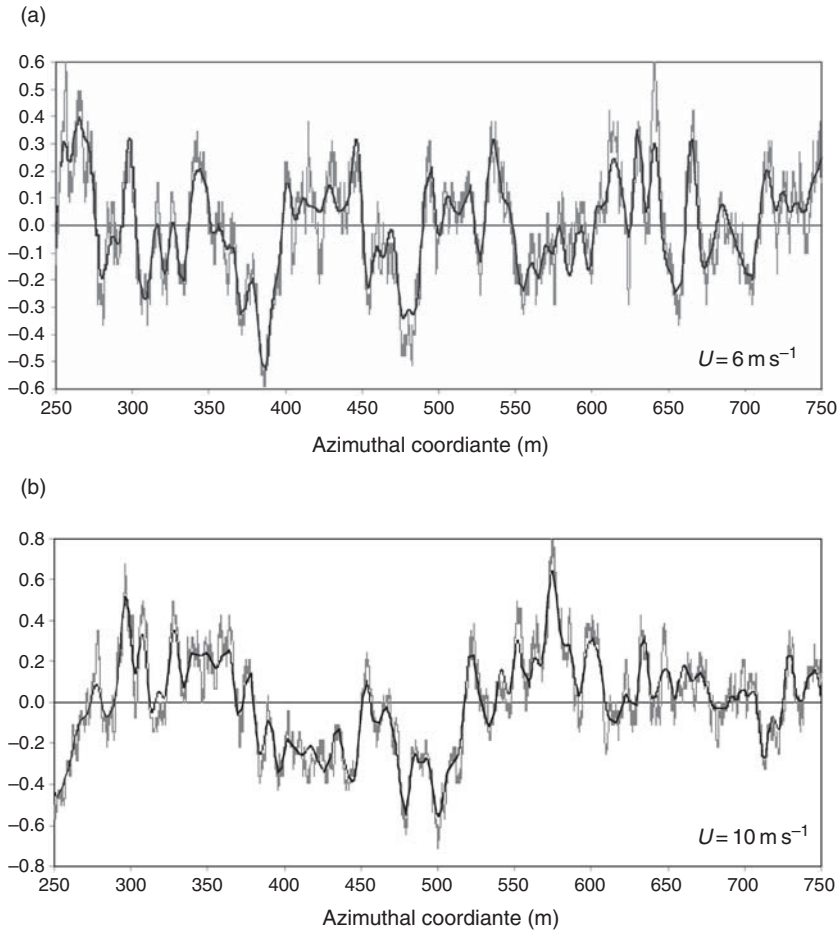 (a)
0.6
0.5
0.4
0.3
0.2
0.1
0.0
–0.1
–0.2
–0.3
–0.4
–0.5
–0.6
U = 6 m s⁻¹
250 300 350 400 450 500 550 600 650 700 750
Azimuthal coordiante (m)
(b)
0.8
0.6
0.4
0.2
0.0
–0.2
–0.4
–0.6
–0.8
U = 10 m s⁻¹
250 300 350 400 450 500 550 600 650 700 750
Azimuthal coordiante (m)